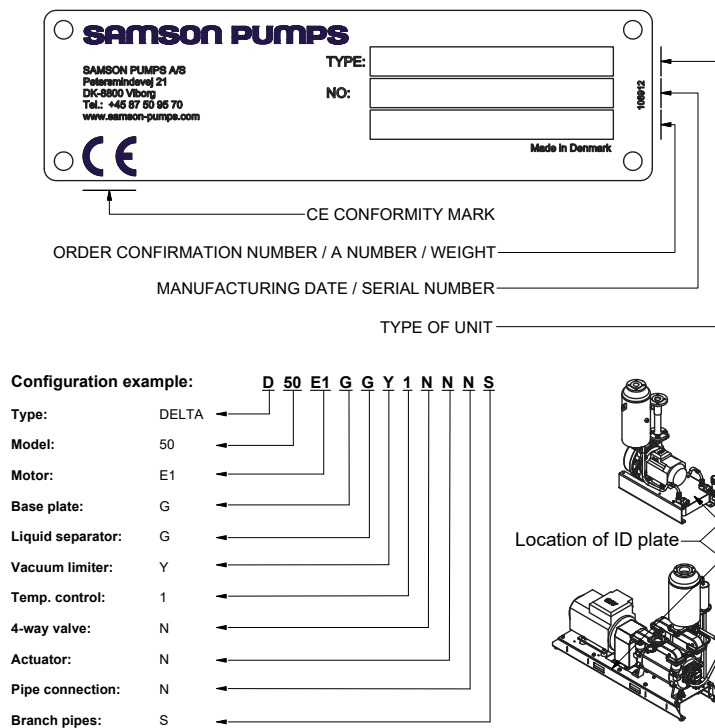 SAMSON PUMPS
SAMSON PUMPS A/S
Petersmindevej 21
DK-8800 Viborg
Tel.: +45 87 50 95 70
www.samson-pumps.com
TYPE:
NO:
106912
Made in Denmark
CE
CE CONFORMITY MARK
ORDER CONFIRMATION NUMBER / A NUMBER / WEIGHT
MANUFACTURING DATE / SERIAL NUMBER
TYPE OF UNIT
Configuration example: D 50 E1 G G Y 1 N N N S
Type: DELTA
Model: 50
Motor: E1
Base plate: G
Liquid separator: G
Vacuum limiter: Y
Temp. control: 1
4-way valve: N
Actuator: N
Pipe connection: N
Branch pipes: S
Location of ID plate